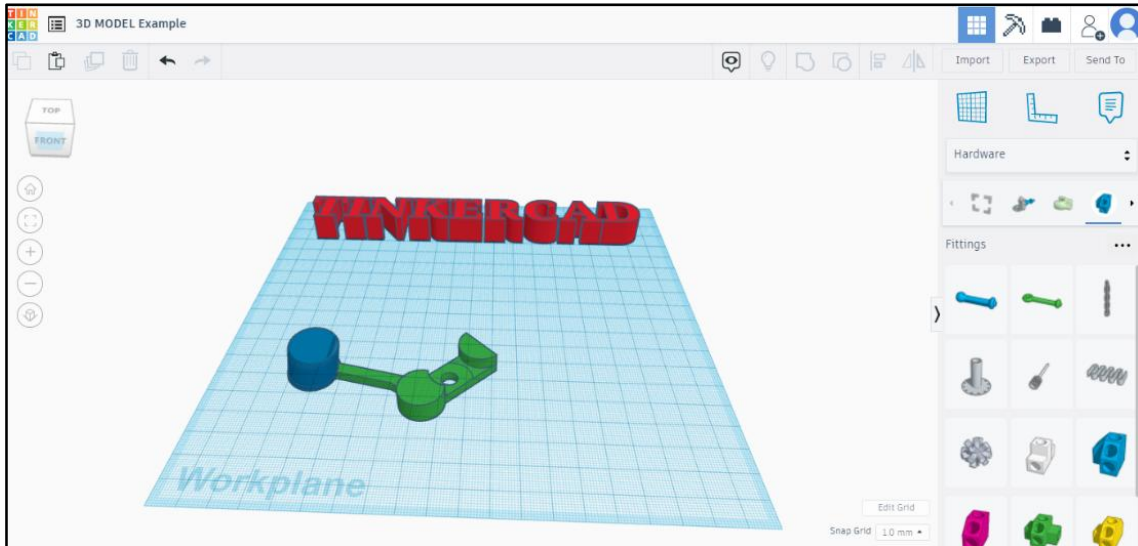 TIN
KER
CAD
3D MODEL Example
Import
Export
Send To
TOP
FRONT
Hardware
TINKERCAD
Fittings
Workplane
Edit Grid
Snap Grid 1.0 mm